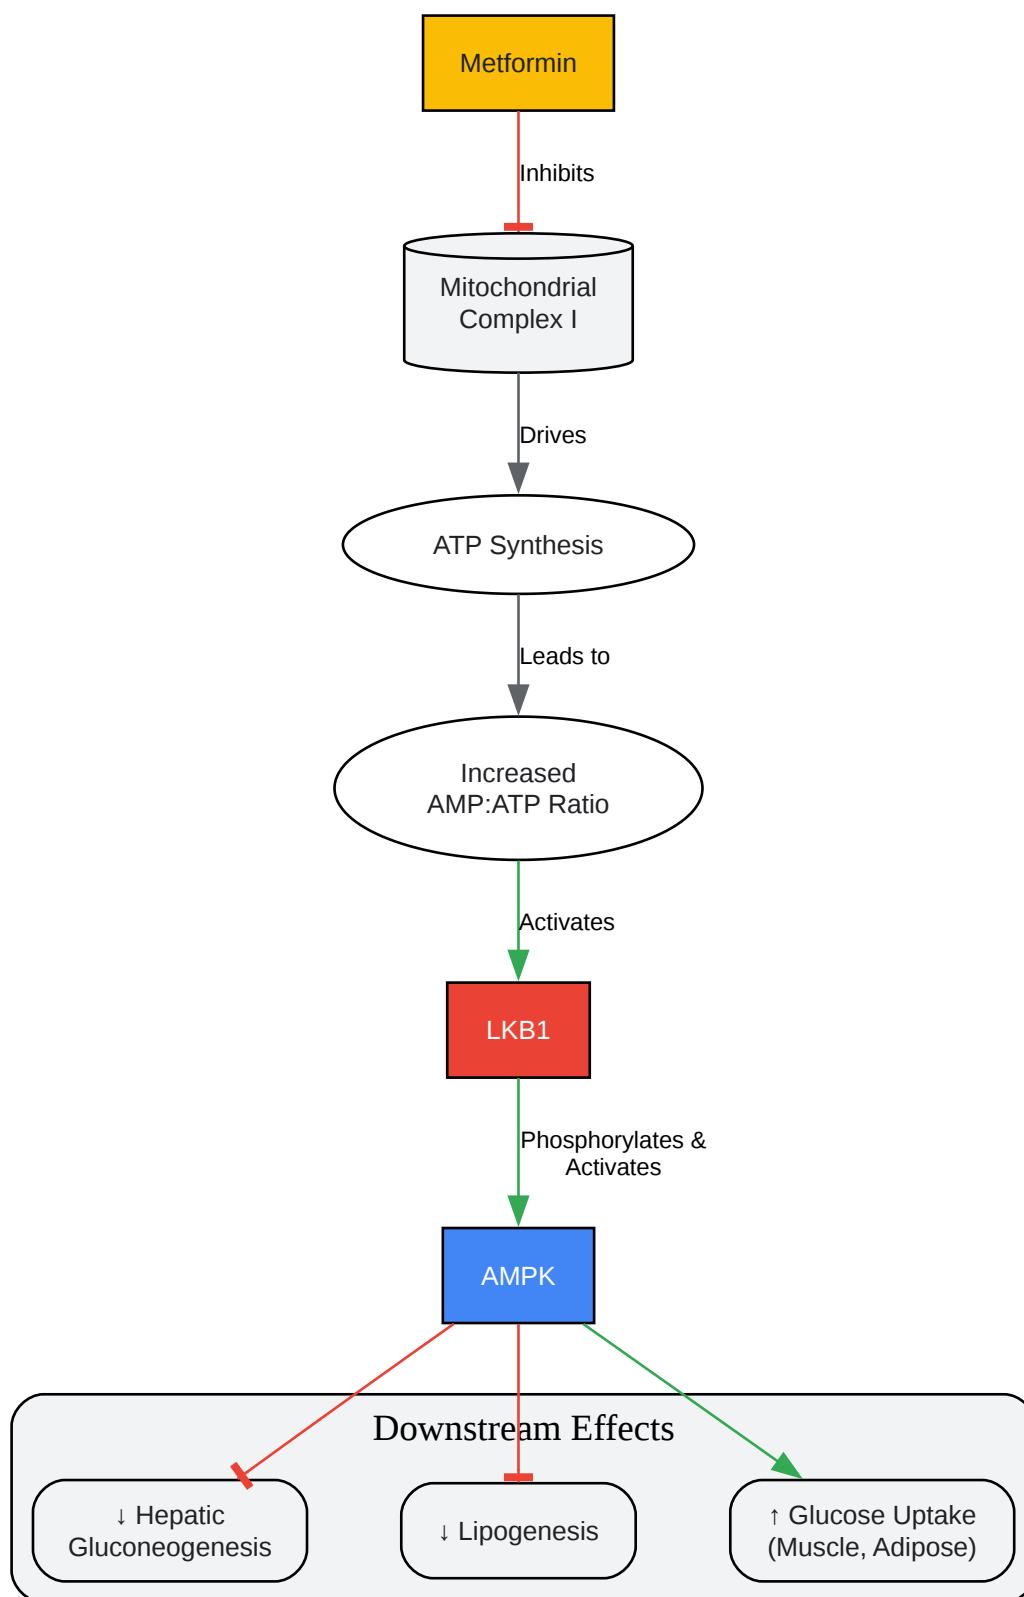 Metformin
Inhibits
Mitochondrial
Complex I
Drives
ATP Synthesis
Leads to
Increased
AMP:ATP Ratio
Activates
LKB1
Phosphorylates &
Activates
AMPK
Downstream Effects
↓ Hepatic
Gluconeogenesis
↓ Lipogenesis
↑ Glucose Uptake
(Muscle, Adipose)